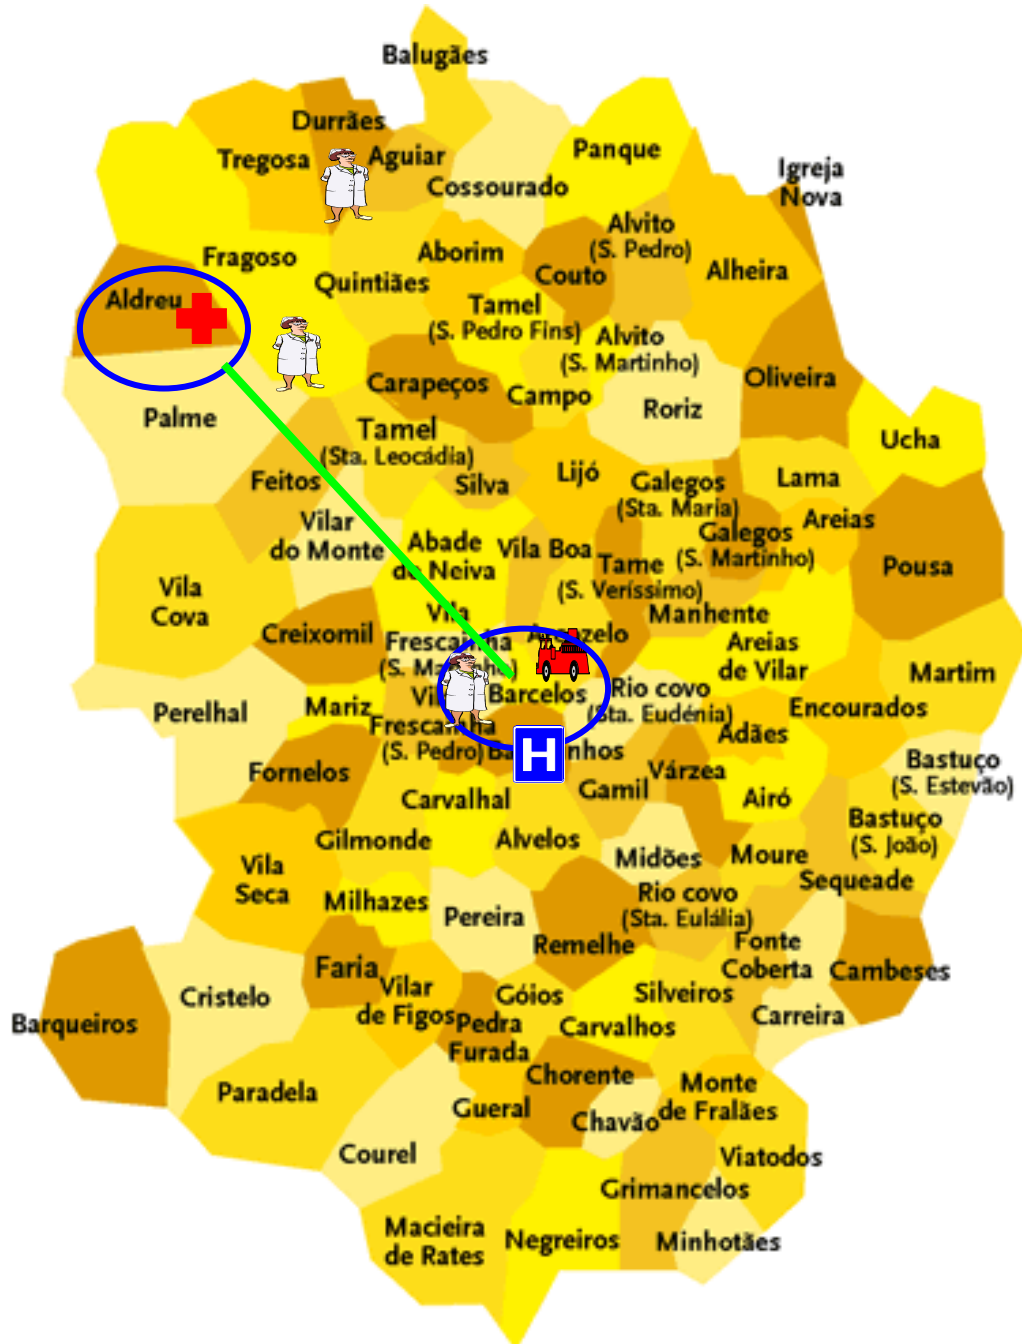 Balugães
Durrães
Tregosa
Aguiar
Cossourado
Panque
Igreja
Nova
Fragoso
Quintiães
Aborim
Couto
Alvito
(S. Pedro)
Alheira
Aldreu
Tamel
(S. Pedro Fins)
Alvito
(S. Martinho)
Carapeços
Campo
Roriz
Oliveira
Palme
Tamel
(Sta. Leocádia)
Ucha
Feitos
Silva
Lijó
Galegos
(Sta. Maria)
Lama
Vilar
do Monte
Abade
de Neiva
Vila Boa
Galegos
(S. Martinho)
Areias
Tame
(S. Veríssimo)
Pousa
Vila
Cova
Creixomil
Vila
Frescainha
(S. Martinho)
Manhente
Areias
de Vilar
Martim
Perelhal
Mariz
Frescainha
(S. Pedro)
Barcelos
Rio covo
(Sta. Eudénia)
Encourados
Adães
H
Fornelos
Carvalhal
Gamil
Várzea
Airó
Bastuço
(S. Estevão)
Gilmonde
Alvelos
Bastuço
(S. João)
Vila
Seca
Midões
Moure
Sequeade
Milhazes
Pereira
Rio covo
(Sta. Eulália)
Remelhe
Fonte
Coberta
Cambeses
Faria
Vilar
de Figos
Cristelo
Góios
Silveiros
Carreira
Barqueiros
Pedra
Furada
Carvalhos
Paradela
Chorente
Gueral
Chavão
Monte
de Fralães
Courel
Viatodos
Grimancelos
Macieira
de Rates
Negreiros
Minhotães